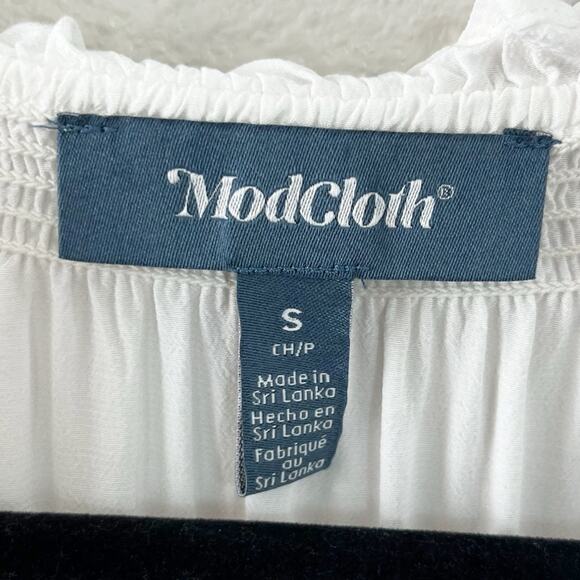 ModCloth®
S
CH/P
Made in
Sri Lanka
Hecho en
Sri Lanka
Fabriqué
au
Sri Lanka